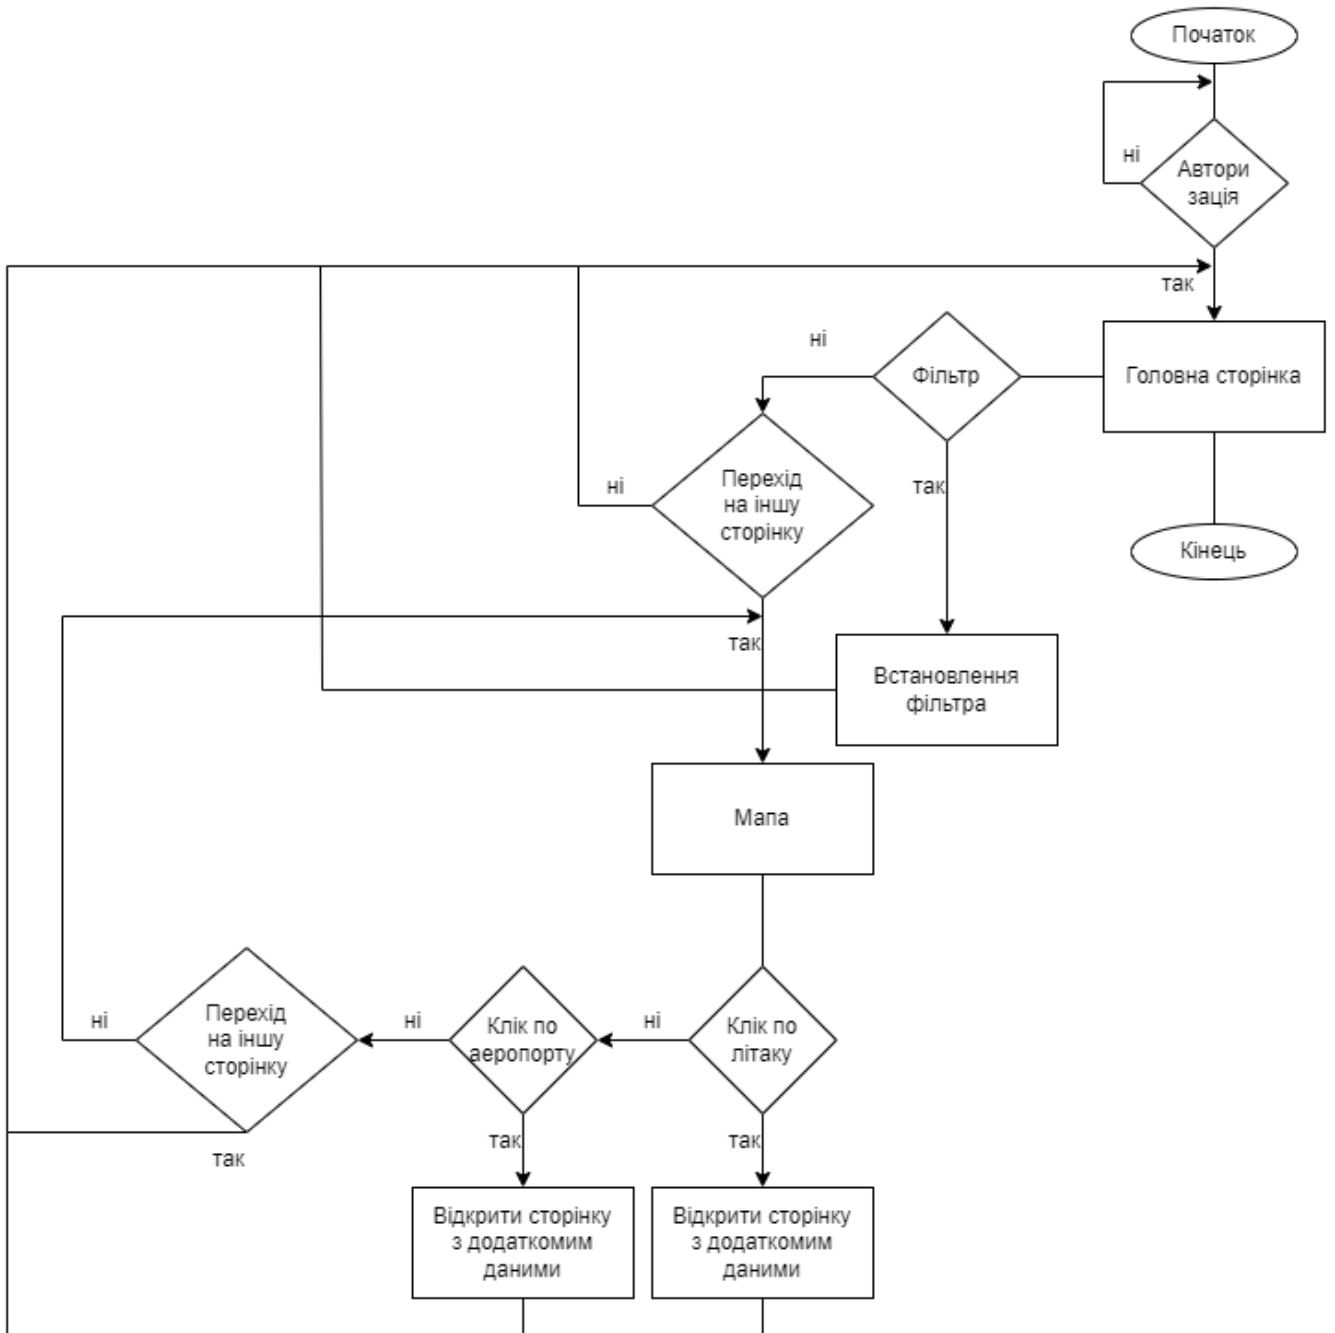 Початок
ні
Автори
зація
так
ні
Фільтр
Головна сторінка
Перехід
на іншу
сторінку
ні
так
Кінець
так
Встановлення
фільтра
Мапа
Перехід
на іншу
сторінку
ні
ні
Клік по
аеропорту
ні
Клік по
літаку
так
так
так
Відкрити сторінку
з додаткомим
даними
Відкрити сторінку
з додаткомим
даними